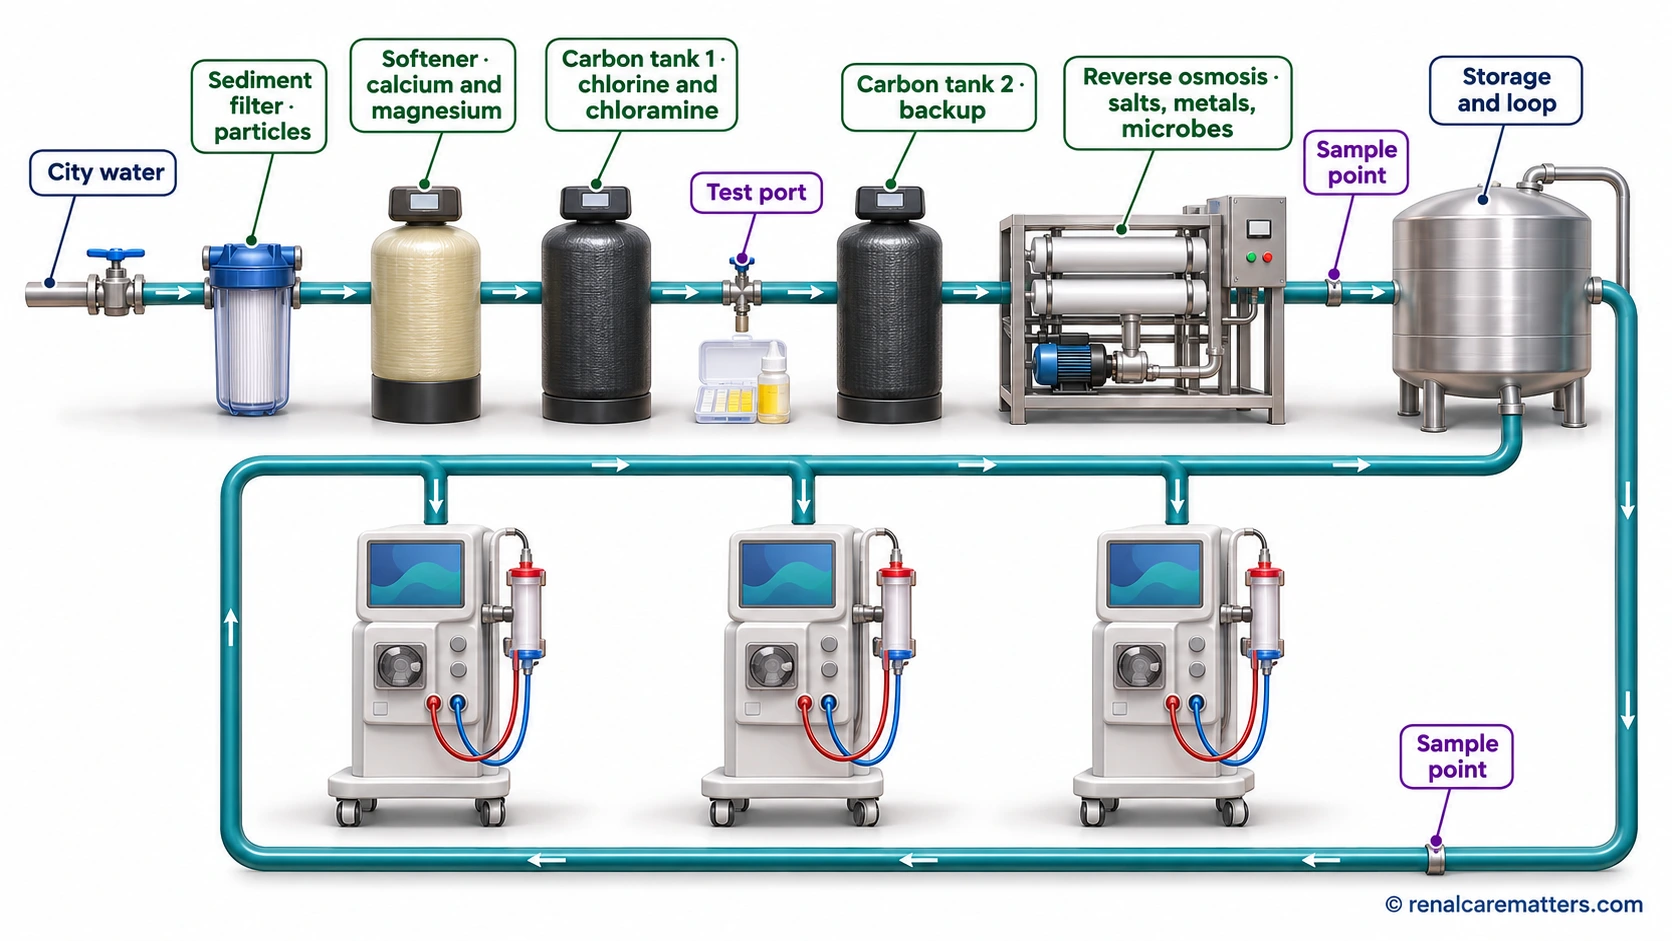 City water
Sediment
filter ·
particles
Softener ·
calcium and
magnesium
Carbon tank 1 ·
chlorine and
chloramine
Test port
Carbon tank 2 ·
backup
Reverse osmosis ·
salts, metals,
microbes
Sample
point
Storage
and loop
Sample
point
© renalcarematters.com